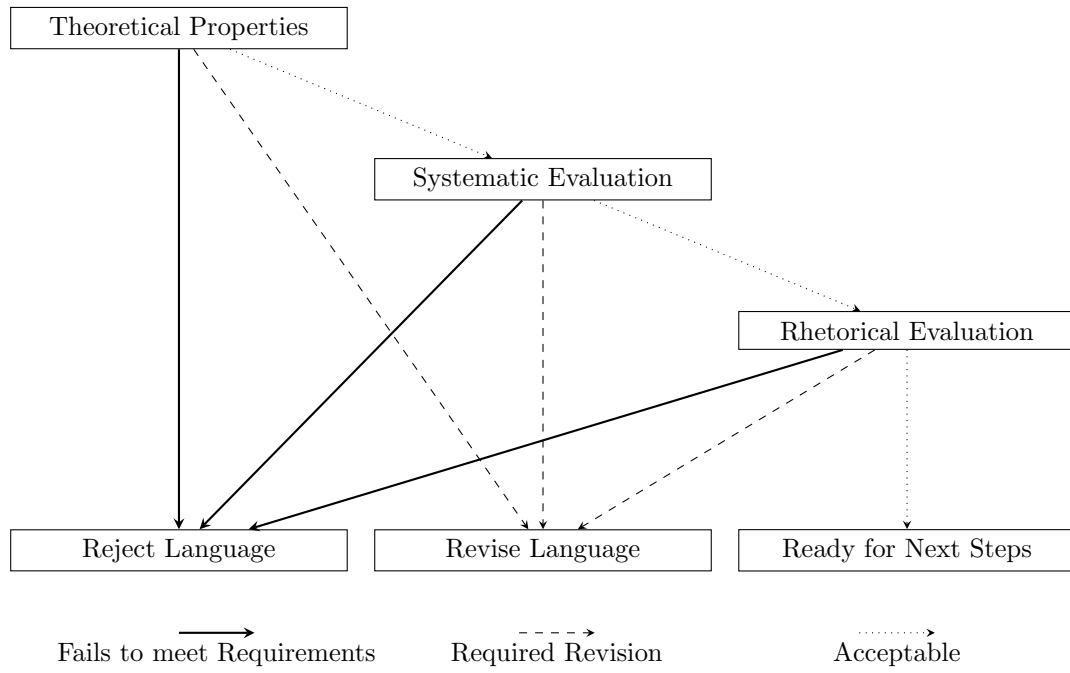 Theoretical Properties
Systematic Evaluation
Rhetorical Evaluation
Reject Language
Revise Language
Ready for Next Steps
Fails to meet Requirements
Required Revision
Acceptable